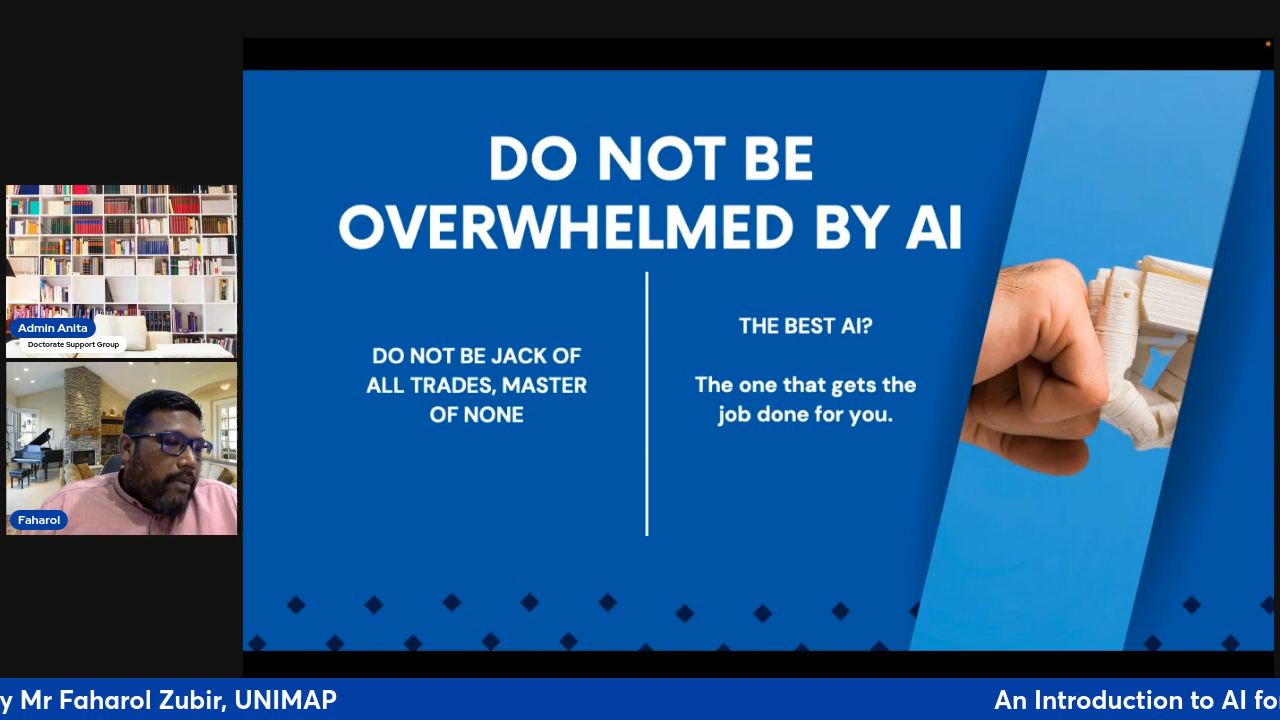 DO NOT BE
OVERWHELMED BY AI
DO NOT BE JACK OF
ALL TRADES, MASTER
OF NONE
THE BEST AI?
The one that gets the
job done for you.
Admin Anita
Doctorate Support Group
Faharol
y Mr Faharol Zubir, UNIMAP
An Introduction to AI fo